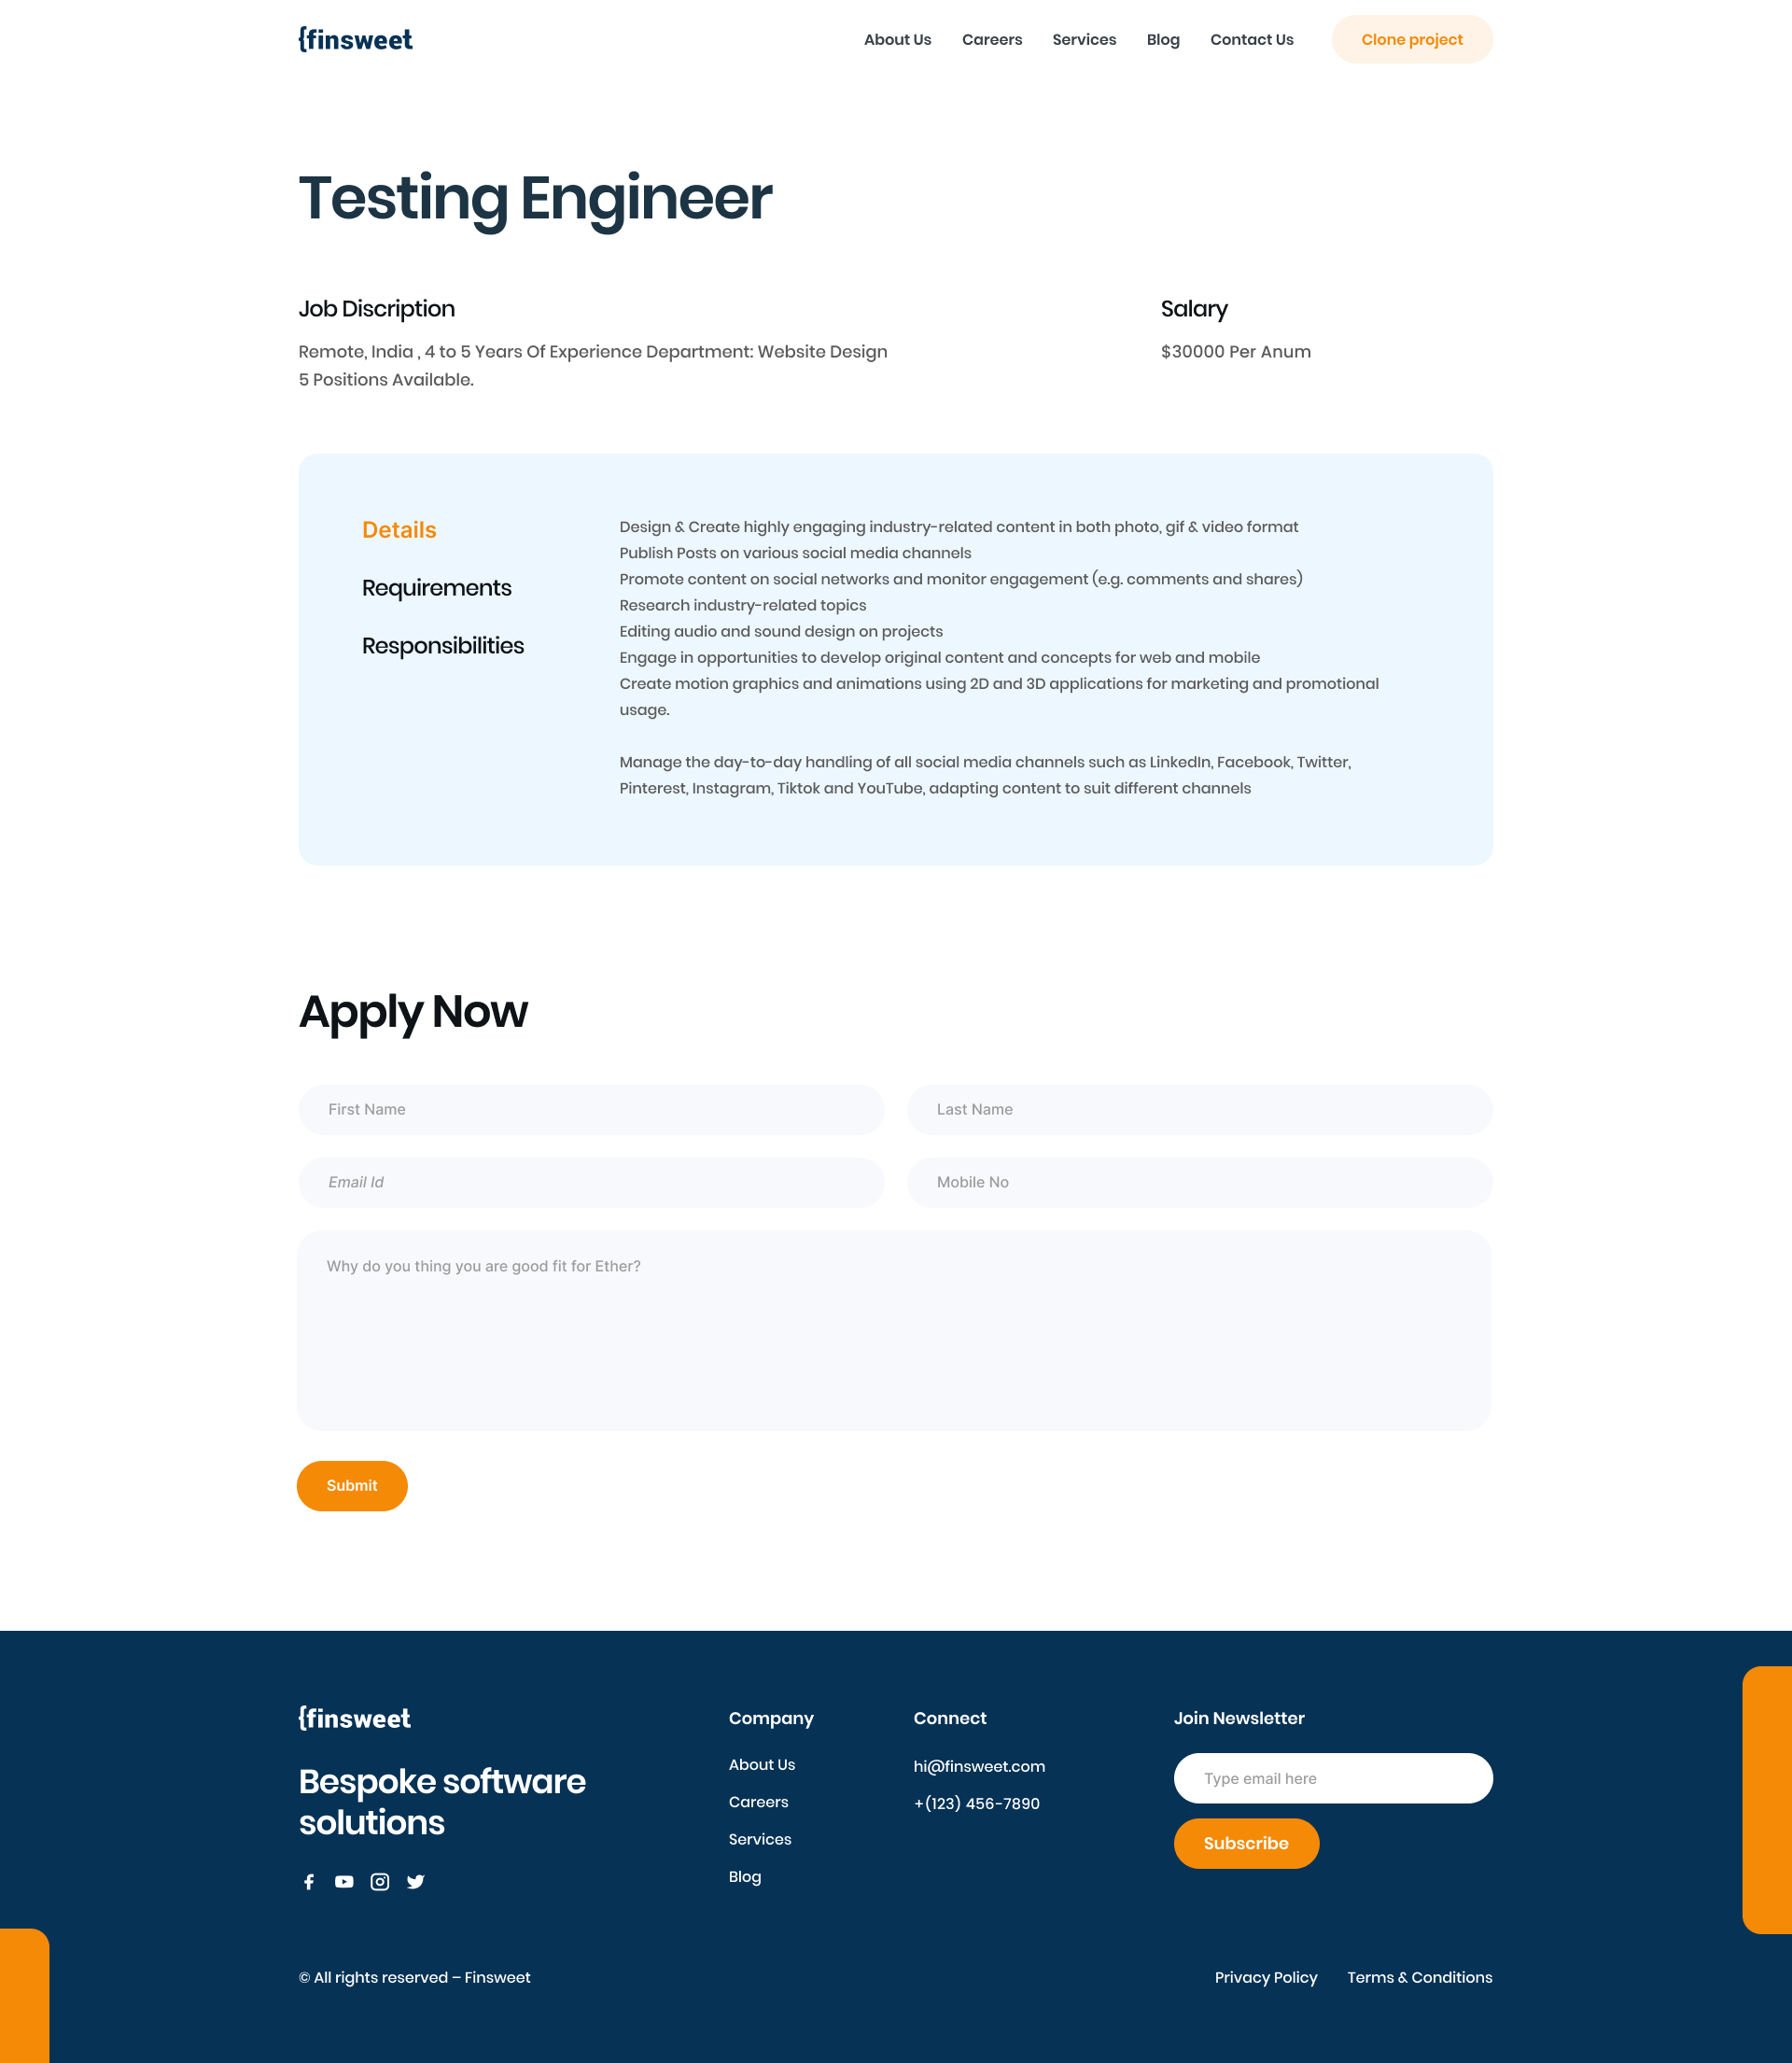 {finsweet
About Us Careers Services Blog Contact Us Clone project
Testing Engineer
Job Discription
Remote, India , 4 to 5 Years Of Experience Department: Website Design
5 Positions Available.
Salary
$30000 Per Anum
Details
Requirements
Responsibilities
Design & Create highly engaging industry-related content in both photo, gif & video format
Publish Posts on various social media channels
Promote content on social networks and monitor engagement (e.g. comments and shares)
Research industry-related topics
Editing audio and sound design on projects
Engage in opportunities to develop original content and concepts for web and mobile
Create motion graphics and animations using 2D and 3D applications for marketing and promotional
usage.
Manage the day-to-day handling of all social media channels such as LinkedIn, Facebook, Twitter,
Pinterest, Instagram, Tiktok and YouTube, adapting content to suit different channels
Apply Now
First Name
Last Name
Email Id
Mobile No
Why do you thing you are good fit for Ether?
Submit
{finsweet
Bespoke software
solutions
Company
About Us
Careers
Services
Blog
Connect
hi@finsweet.com
+(123) 456-7890
Join Newsletter
Type email here
Subscribe
© All rights reserved – Finsweet
Privacy Policy Terms & Conditions